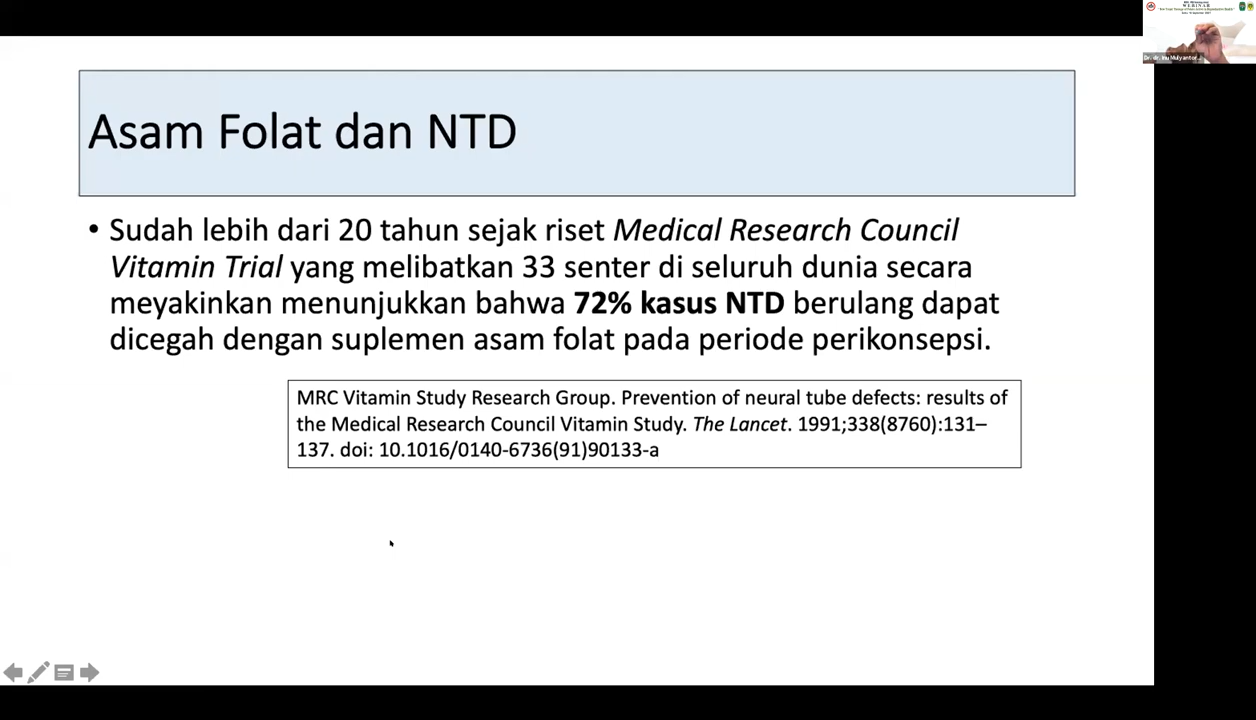 WEBINAR
Asam Folat dan NTD
• Sudah lebih dari 20 tahun sejak riset Medical Research Council
Vitamin Trial yang melibatkan 33 senter di seluruh dunia secara
meyakinkan menunjukkan bahwa 72% kasus NTD berulang dapat
dicegah dengan suplemen asam folat pada periode perikonsepsi.
MRC Vitamin Study Research Group. Prevention of neural tube defects: results of
the Medical Research Council Vitamin Study. The Lancet. 1991;338(8760):131–
137. doi: 10.1016/0140-6736(91)90133-a